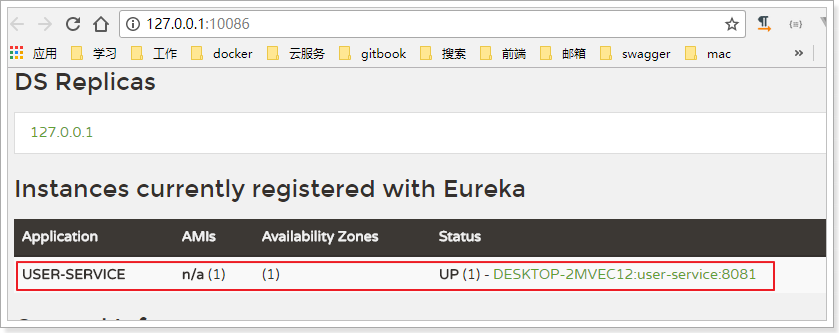 127.0.0.1:10086
应用 学习 工作 docker 云服务 gitbook 搜索 前端 邮箱 swagger mac »
DS Replicas
127.0.0.1
Instances currently registered with Eureka
Application AMIs Availability Zones Status
USER-SERVICE n/a (1) (1) UP (1) - DESKTOP-2MVEC12:user-service:8081